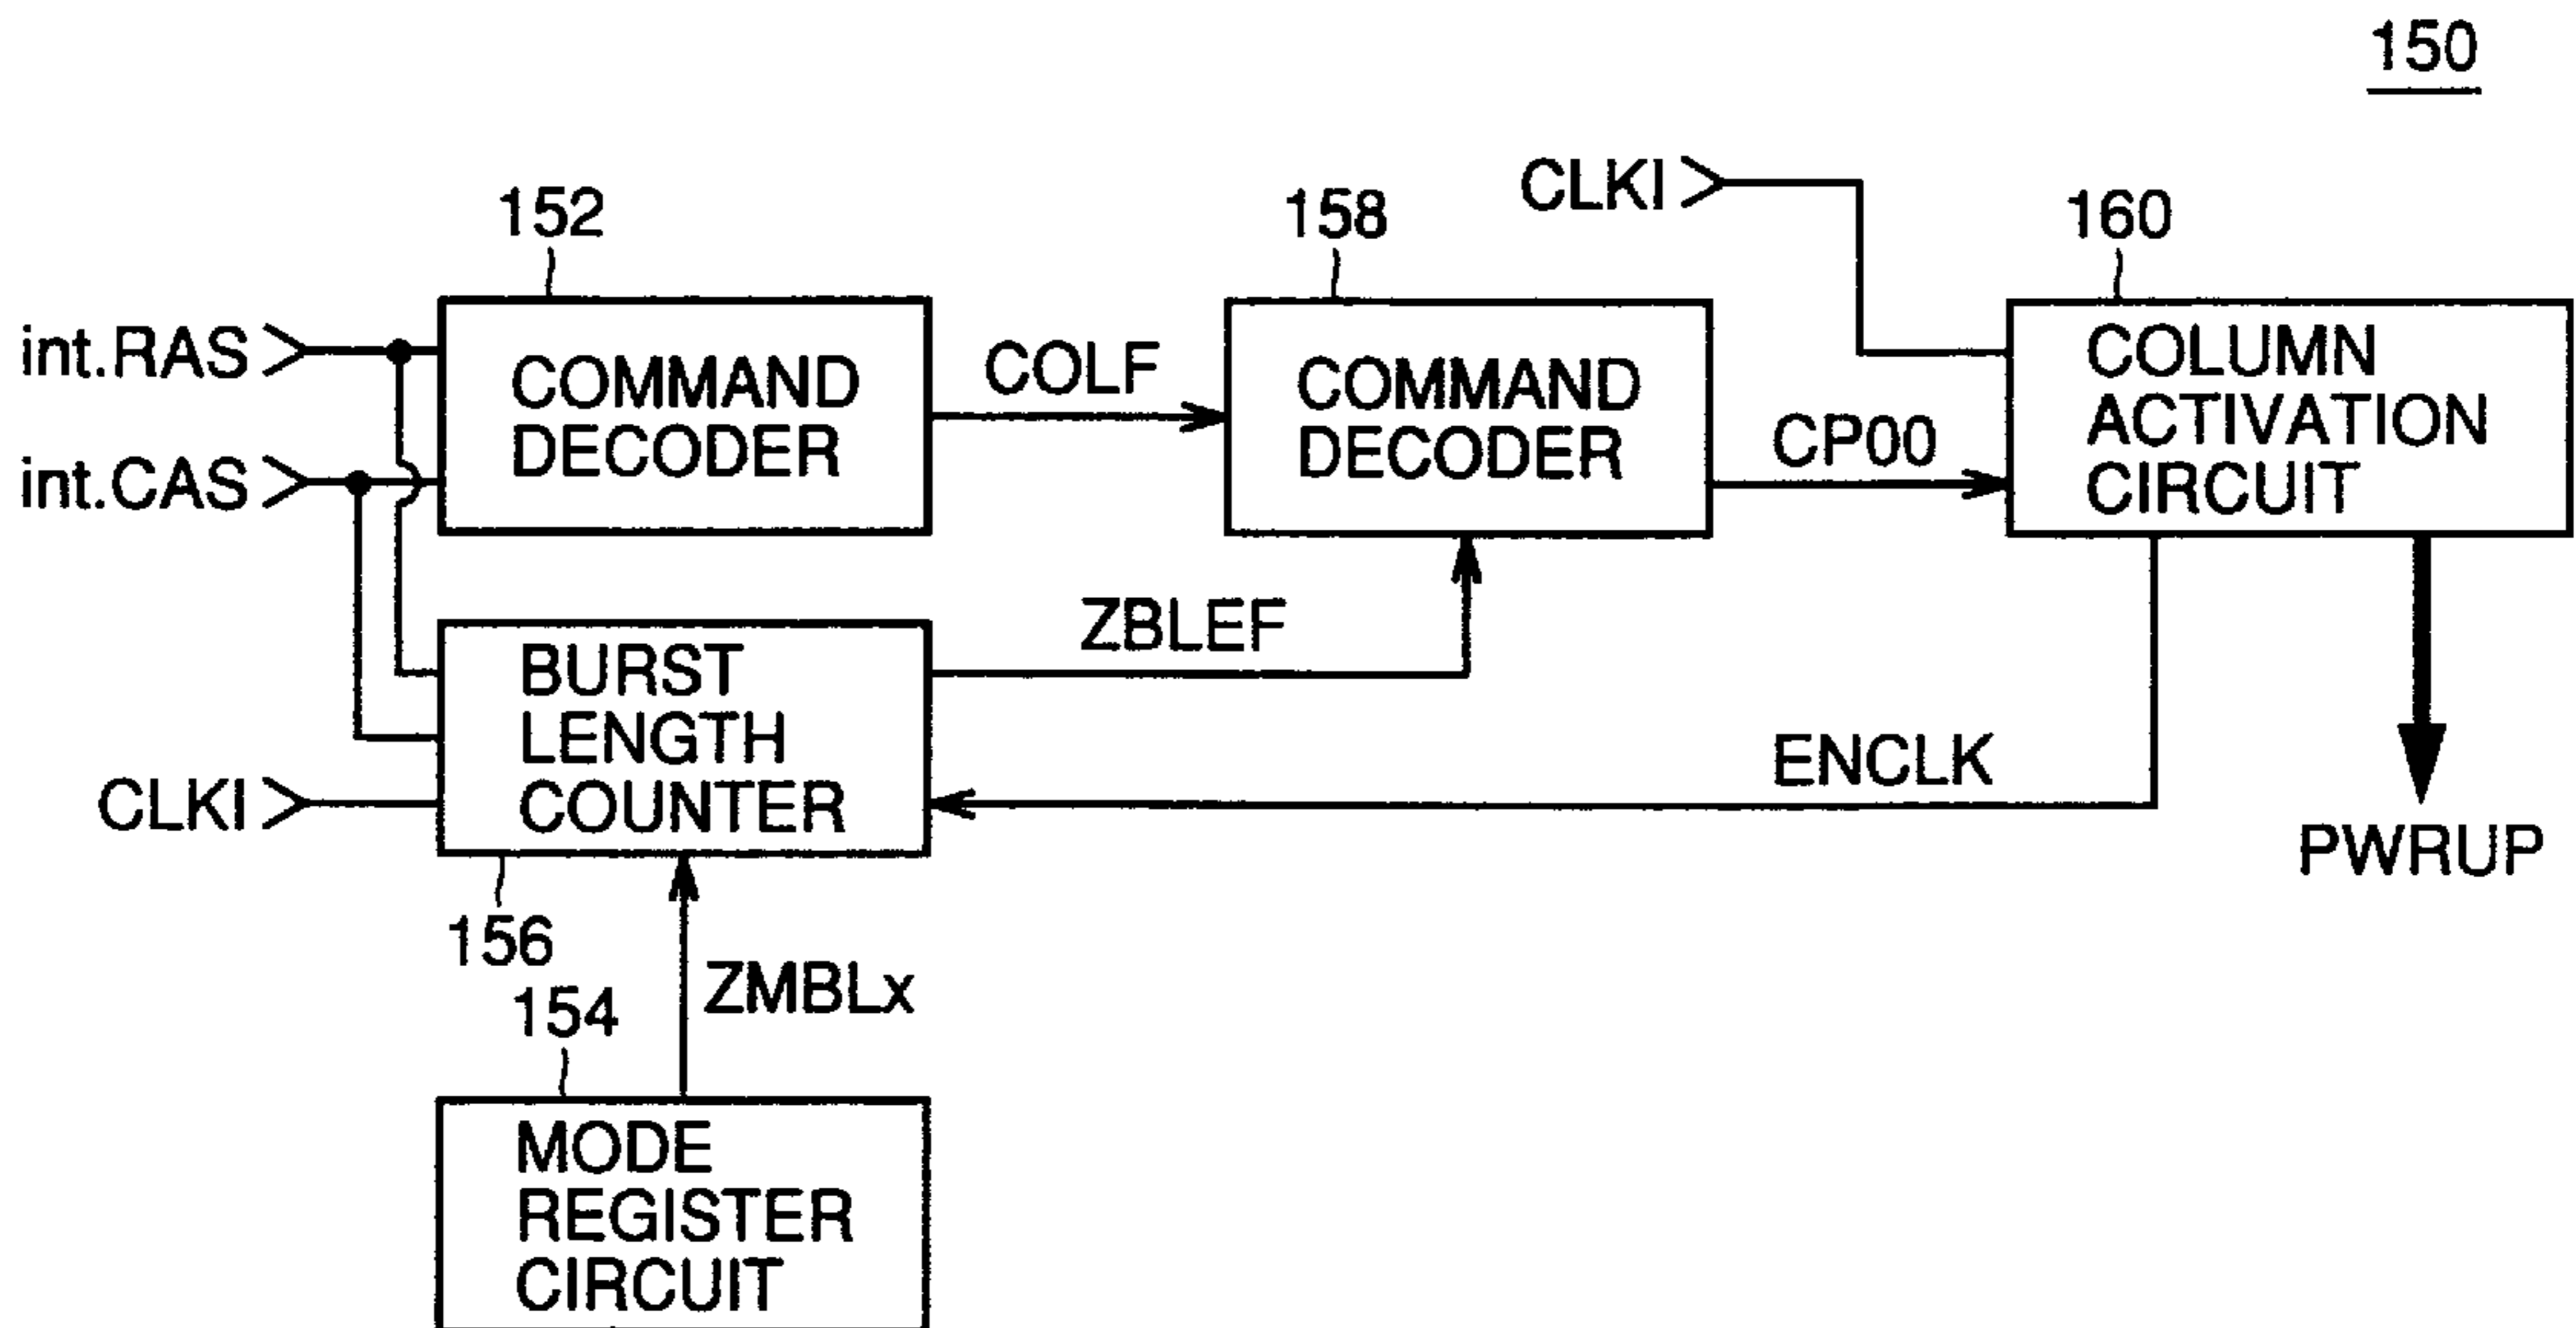 150
152
158
CLKI
160
int.RAS
int.CAS
COMMAND
DECODER
COLF
COMMAND
DECODER
CP00
COLUMN
ACTIVATION
CIRCUIT
CLKI
BURST
LENGTH
COUNTER
ZBLEF
ENCLK
PWRUP
156
154
ZMBLx
MODE
REGISTER
CIRCUIT